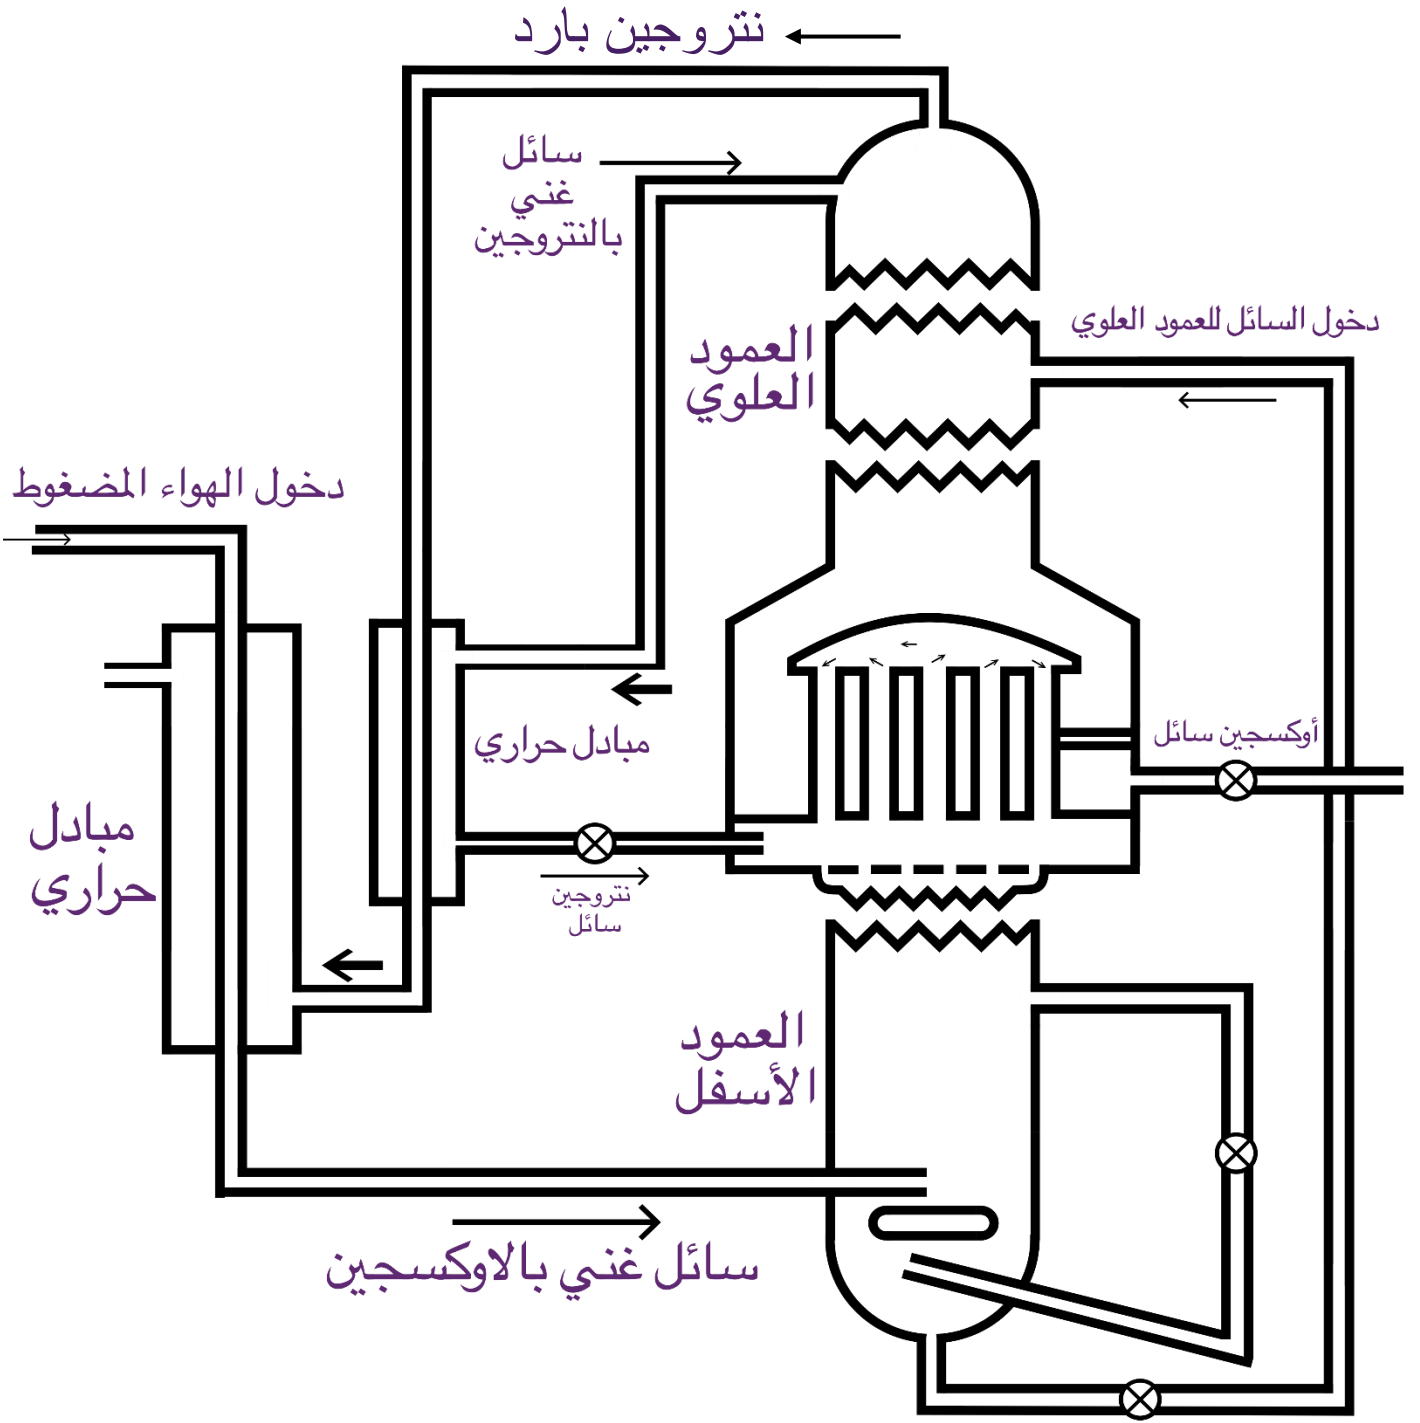 نتروجين بارد
سائل
غني
بالنتروجين
دخول السائل للعمود العلوي
العمود
العلوي
دخول الهواء المضغوط
أوكسجين سائل
مبادل حراري
مبادل
حراري
نتروجين
سائل
العمود
الأسفل
سائل غني بالاوكسجين